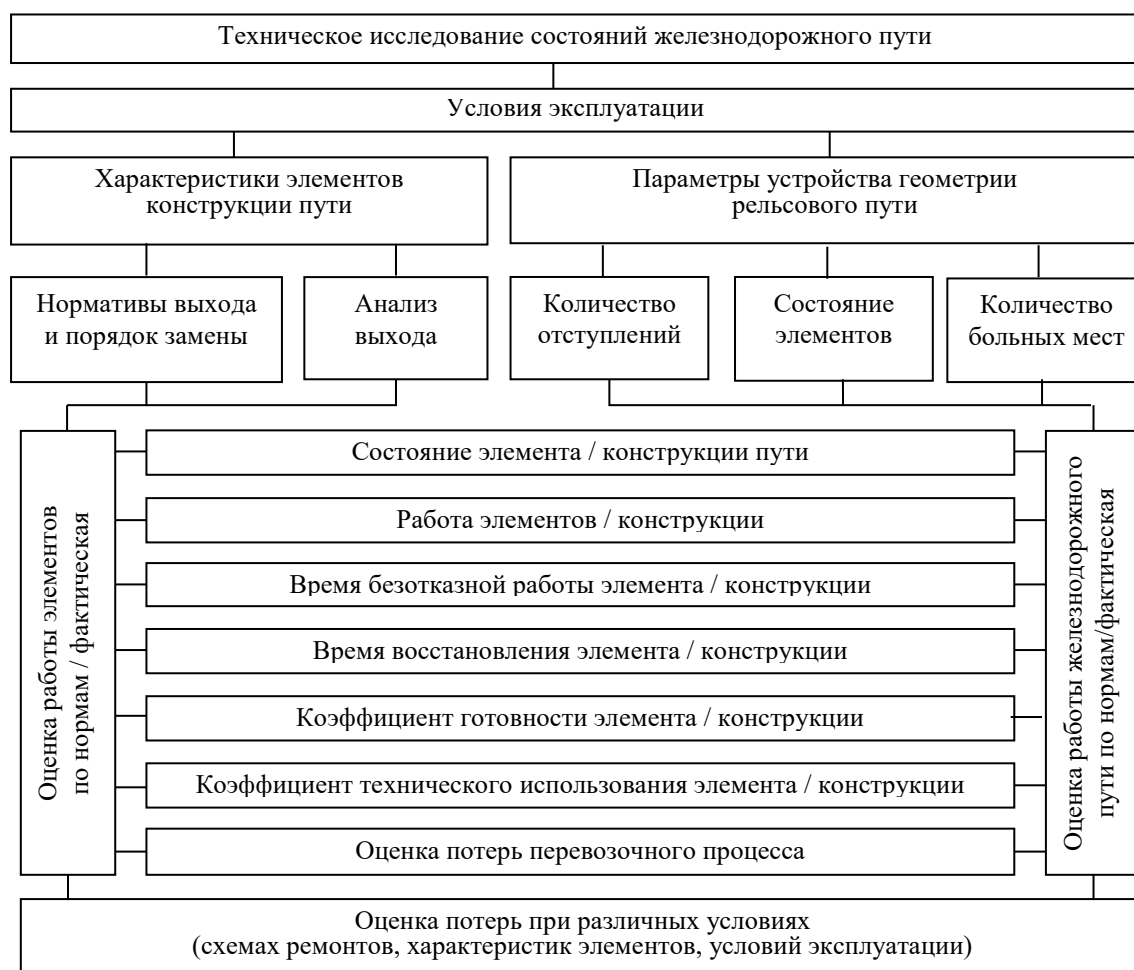 Техническое исследование состояний железнодорожного пути
Условия эксплуатации
Характеристики элементов
конструкции пути
Параметры устройства геометрии
рельсового пути
Нормативы выхода
и порядок замены
Анализ
выхода
Количество
отступлений
Состояние
элементов
Количество
больных мест
Оценка работы элементов
по нормам / фактическая
Состояние элемента / конструкции пути
Работа элементов / конструкции
Время безотказной работы элемента / конструкции
Время восстановления элемента / конструкции
Коэффициент готовности элемента / конструкции
Коэффициент технического использования элемента / конструкции
Оценка потерь перевозочного процесса
Оценка работы железнодорожного
пути по нормам/фактическая
Оценка потерь при различных условиях
(схемах ремонтов, характеристик элементов, условий эксплуатации)